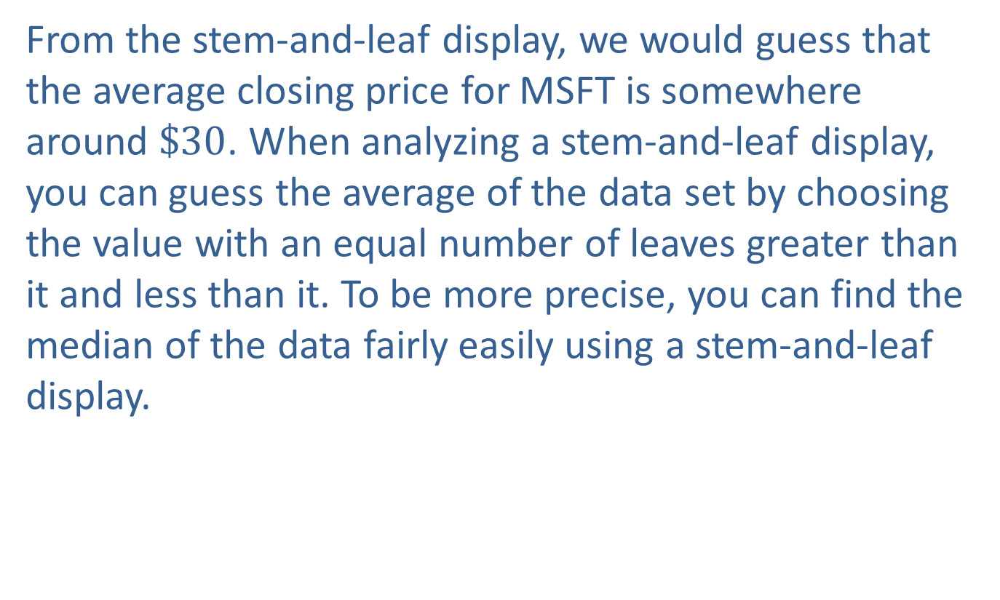 From the stem-and-leaf display, we would guess that
the average closing price for MSFT is somewhere
around $30. When analyzing a stem-and-leaf display,
you can guess the average of the data set by choosing
the value with an equal number of leaves greater than
it and less than it. To be more precise, you can find the
median of the data fairly easily using a stem-and-leaf
display.